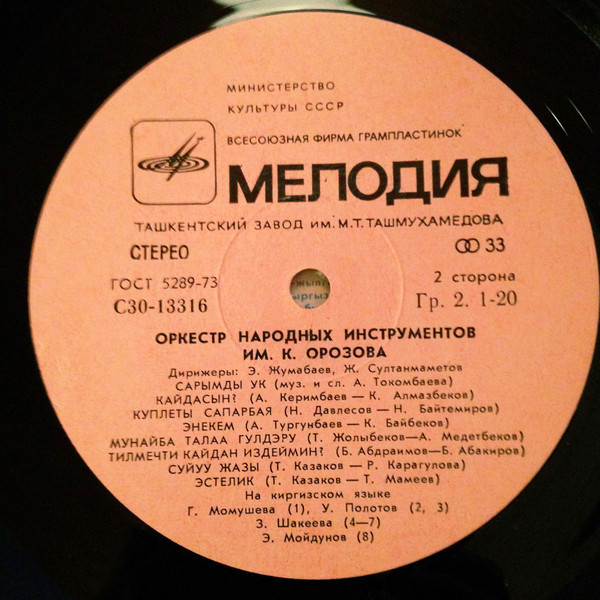 МИНИСТЕРСТВО
КУЛЬТУРЫ СССР
ВСЕСОЮЗНАЯ ФИРМА ГРАМПЛАСТИНОК
МЕЛОДИЯ
ТАШКЕНТСКИЙ ЗАВОД ИМ. М.Т. ТАШМУХАМЕДОВА
СТЕРЕО
33
ГОСТ 5289-73
2 сторона
С30-13316
Гр. 2. 1-20
ОРКЕСТР НАРОДНЫХ ИНСТРУМЕНТОВ
ИМ. К. ОРОЗОВА
Дирижеры: Э. Жумабаев, Ж. Султанмаметов
САРЫМДЫ УК (муз. и сл. А. Токомбаева)
КАЙДАСЫН? (А. Керимбаев — К. Алмазбеков)
КУПЛЕТЫ САПАРБАЯ (Н. Давлесов — Н. Байтемиров)
ЭНЕКЕМ (А. Тургунбаев — К. Байбеков)
МУНАЙБА ТАЛАА ГУЛДЭРУ (Т. Жолыбеков — А. Медетбеков)
ТИЛМЕЧТИ КАЙДАН ИЗДЕЙМИН? (Б. Абдраимов — Б. Абакиров)
СУЙУУ ЖАЗЫ (Т. Казаков — Р. Карагулова)
ЭСТЕЛИК (Т. Казаков — Т. Мамеев)
На киргизском языке
Г. Момушева (1), У. Полотов (2, 3)
З. Шакеева (4—7)
Э. Мойдунов (8)